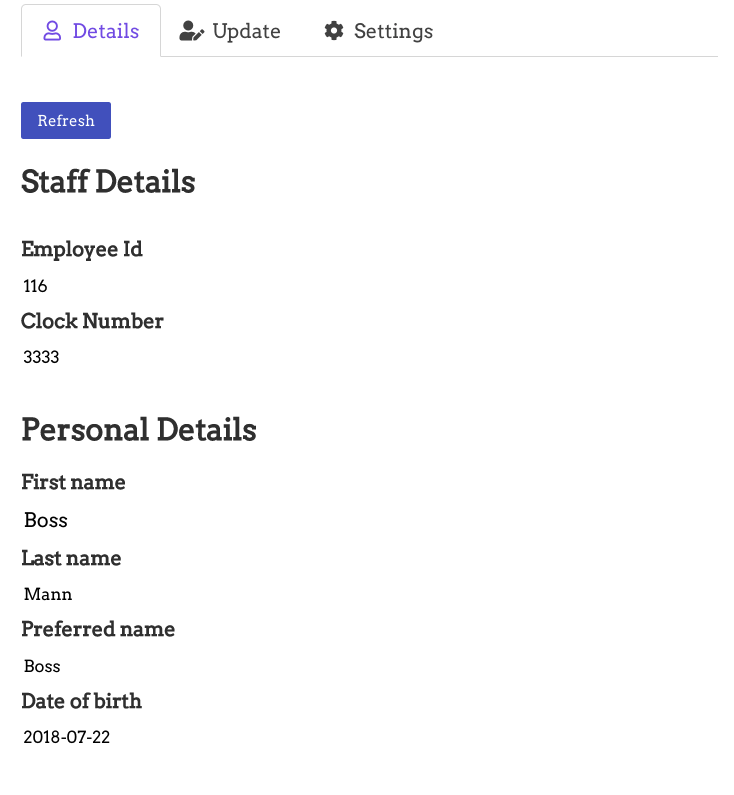 Details Update Settings
Refresh
Staff Details
Employee Id
116
Clock Number
3333
Personal Details
First name
Boss
Last name
Mann
Preferred name
Boss
Date of birth
2018-07-22